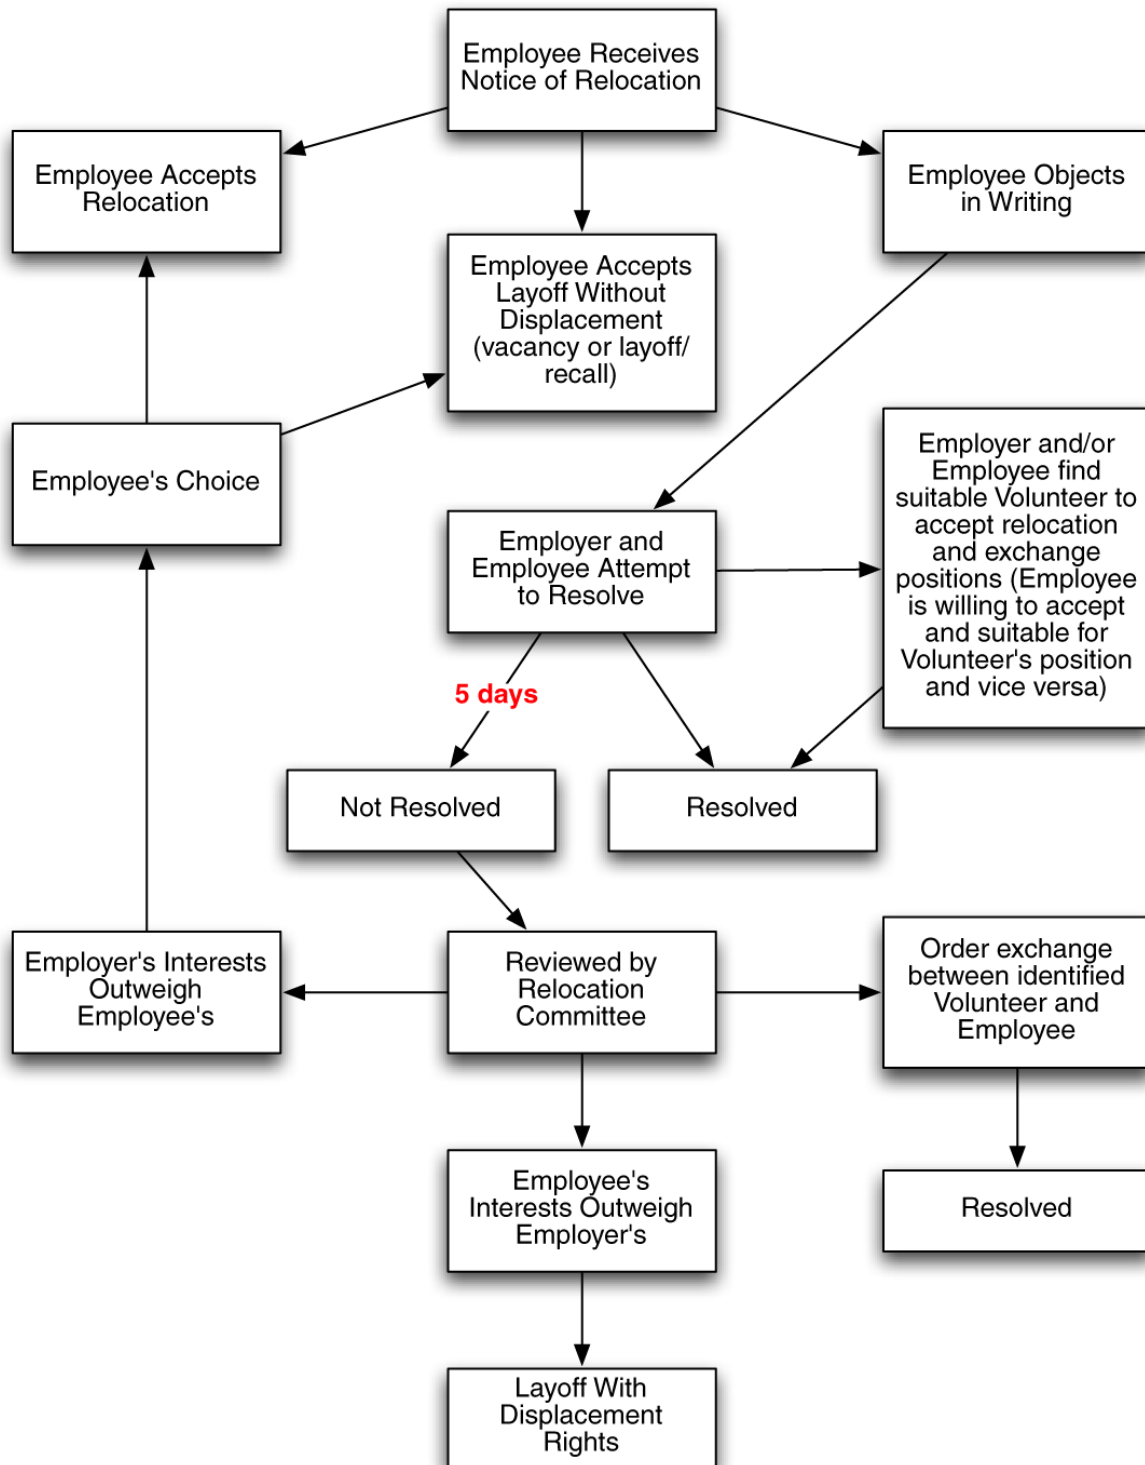 Employee Receives
Notice of Relocation
Employee Accepts
Relocation
Employee Objects
in Writing
Employee Accepts
Layoff Without
Displacement
(vacancy or layoff/
recall)
Employee's Choice
Employer and/or
Employee find
suitable Volunteer to
accept relocation
and exchange
positions (Employee
is willing to accept
and suitable for
Volunteer's position
and vice versa)
Employer and
Employee Attempt
to Resolve
5 days
Not Resolved
Resolved
Employer's Interests
Outweigh
Employee's
Reviewed by
Relocation
Committee
Order exchange
between identified
Volunteer and
Employee
Employee's
Interests Outweigh
Employer's
Resolved
Layoff With
Displacement
Rights